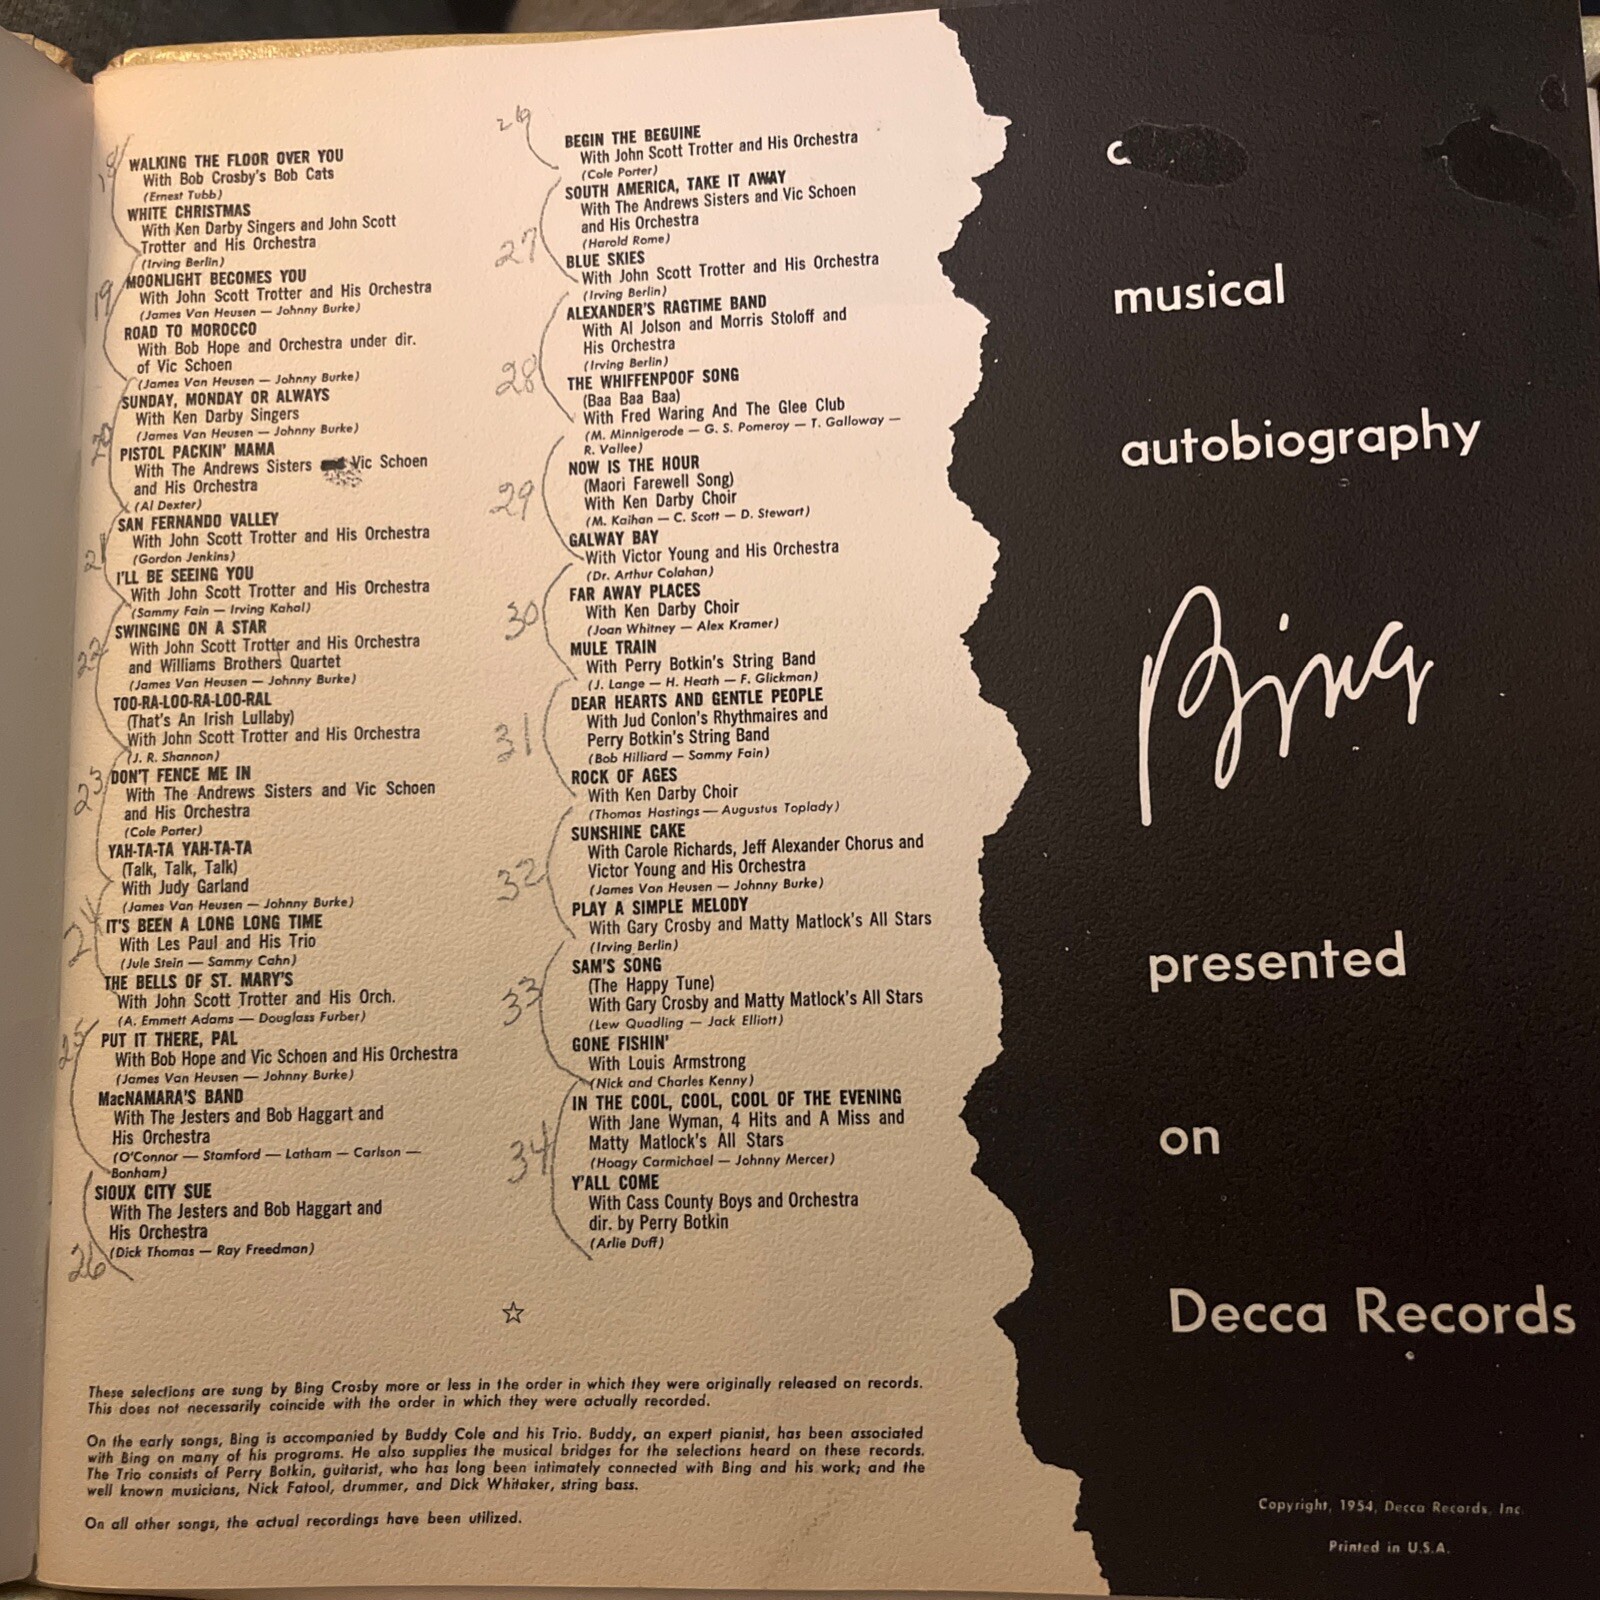 18
WALKING THE FLOOR OVER YOU
With Bob Crosby's Bob Cats
(Ernest Tubb)
WHITE CHRISTMAS
With Ken Darby Singers and John Scott
Trotter and His Orchestra
(Irving Berlin)
19
MOONLIGHT BECOMES YOU
With John Scott Trotter and His Orchestra
(James Van Heusen — Johnny Burke)
ROAD TO MOROCCO
With Bob Hope and Orchestra under dir.
of Vic Schoen
(James Van Heusen — Johnny Burke)
20
SUNDAY, MONDAY OR ALWAYS
With Ken Darby Singers
(James Van Heusen — Johnny Burke)
PISTOL PACKIN' MAMA
With The Andrews Sisters Vic Schoen
and His Orchestra
(Al Dexter)
21
SAN FERNANDO VALLEY
With John Scott Trotter and His Orchestra
(Gordon Jenkins)
I'LL BE SEEING YOU
With John Scott Trotter and His Orchestra
(Sammy Fain — Irving Kahal)
22
SWINGING ON A STAR
With John Scott Trotter and His Orchestra
and Williams Brothers Quartet
(James Van Heusen — Johnny Burke)
TOO-RA-LOO-RA-LOO-RAL
(That's An Irish Lullaby)
With John Scott Trotter and His Orchestra
(J. R. Shannon)
23
DON'T FENCE ME IN
With The Andrews Sisters and Vic Schoen
and His Orchestra
(Cole Porter)
YAH-TA-TA YAH-TA-TA
(Talk, Talk, Talk)
With Judy Garland
(James Van Heusen — Johnny Burke)
24
IT'S BEEN A LONG LONG TIME
With Les Paul and His Trio
(Jule Stein — Sammy Cahn)
THE BELLS OF ST. MARY'S
With John Scott Trotter and His Orch.
(A. Emmett Adams — Douglass Furber)
25
PUT IT THERE, PAL
With Bob Hope and Vic Schoen and His Orchestra
(James Van Heusen — Johnny Burke)
MacNAMARA'S BAND
With The Jesters and Bob Haggart and
His Orchestra
(O'Connor — Stamford — Latham — Carlson —
Bonham)
SIOUX CITY SUE
With The Jesters and Bob Haggart and
His Orchestra
(Dick Thomas — Ray Freedman)
26
BEGIN THE BEGUINE
With John Scott Trotter and His Orchestra
(Cole Porter)
SOUTH AMERICA, TAKE IT AWAY
With The Andrews Sisters and Vic Schoen
and His Orchestra
(Harold Rome)
27
BLUE SKIES
With John Scott Trotter and His Orchestra
(Irving Berlin)
ALEXANDER'S RAGTIME BAND
With Al Jolson and Morris Stoloff and
His Orchestra
(Irving Berlin)
28
THE WHIFFENPOOF SONG
(Baa Baa Baa)
With Fred Waring And The Glee Club
(M. Minnigerode — G. S. Pomeroy — T. Galloway —
R. Vallee)
NOW IS THE HOUR
(Maori Farewell Song)
With Ken Darby Choir
(M. Kaihan — C. Scott — D. Stewart)
29
GALWAY BAY
With Victor Young and His Orchestra
(Dr. Arthur Colahan)
FAR AWAY PLACES
With Ken Darby Choir
(Joan Whitney — Alex Kramer)
30
MULE TRAIN
With Perry Botkin's String Band
(J. Lange — H. Heath — F. Glickman)
DEAR HEARTS AND GENTLE PEOPLE
With Jud Conlon's Rhythmaires and
Perry Botkin's String Band
(Bob Hilliard — Sammy Fain)
31
ROCK OF AGES
With Ken Darby Choir
(Thomas Hastings — Augustus Toplady)
SUNSHINE CAKE
With Carole Richards, Jeff Alexander Chorus and
Victor Young and His Orchestra
(James Van Heusen — Johnny Burke)
32
PLAY A SIMPLE MELODY
With Gary Crosby and Matty Matlock's All Stars
(Irving Berlin)
SAM'S SONG
(The Happy Tune)
With Gary Crosby and Matty Matlock's All Stars
(Lew Quadling — Jack Elliott)
33
GONE FISHIN'
With Louis Armstrong
(Nick and Charles Kenny)
IN THE COOL, COOL, COOL OF THE EVENING
With Jane Wyman, 4 Hits and A Miss and
Matty Matlock's All Stars
(Hoagy Carmichael — Johnny Mercer)
34
Y'ALL COME
With Cass County Boys and Orchestra
dir. by Perry Botkin
(Arlie Duff)
These selections are sung by Bing Crosby more or less in the order in which they were originally released on records.
This does not necessarily coincide with the order in which they were actually recorded.
On the early songs, Bing is accompanied by Buddy Cole and his Trio. Buddy, an expert pianist, has been associated
with Bing on many of his programs. He also supplies the musical bridges for the selections heard on these records.
The Trio consists of Perry Botkin, guitarist, who has long been intimately connected with Bing and his work; and the
well known musicians, Nick Fatool, drummer, and Dick Whitaker, string bass.
On all other songs, the actual recordings have been utilized.
musical
autobiography
Bing
presented
on
Decca Records
Copyright, 1954, Decca Records, Inc.
Printed in U.S.A.